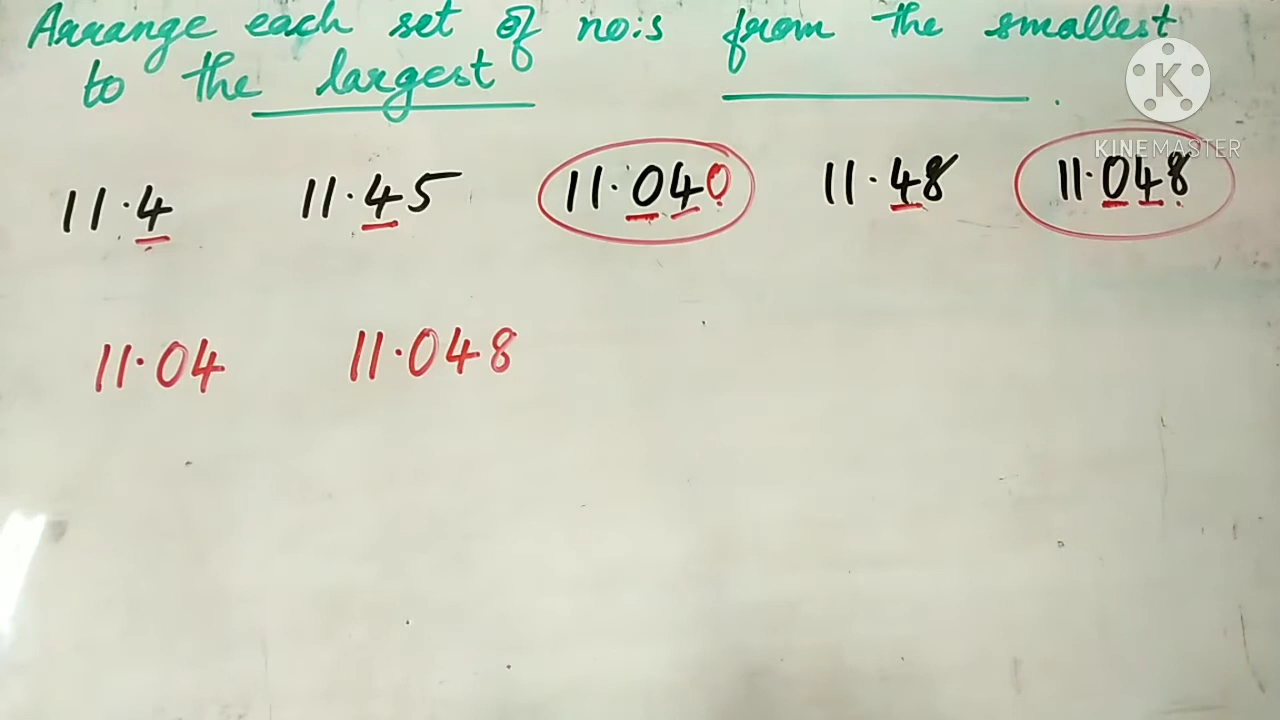 Arrange each set of no:s from the smallest
to the largest .
K
KINEMASTER
11.4 11.45 11.040 11.48 11.048
11.04 11.048